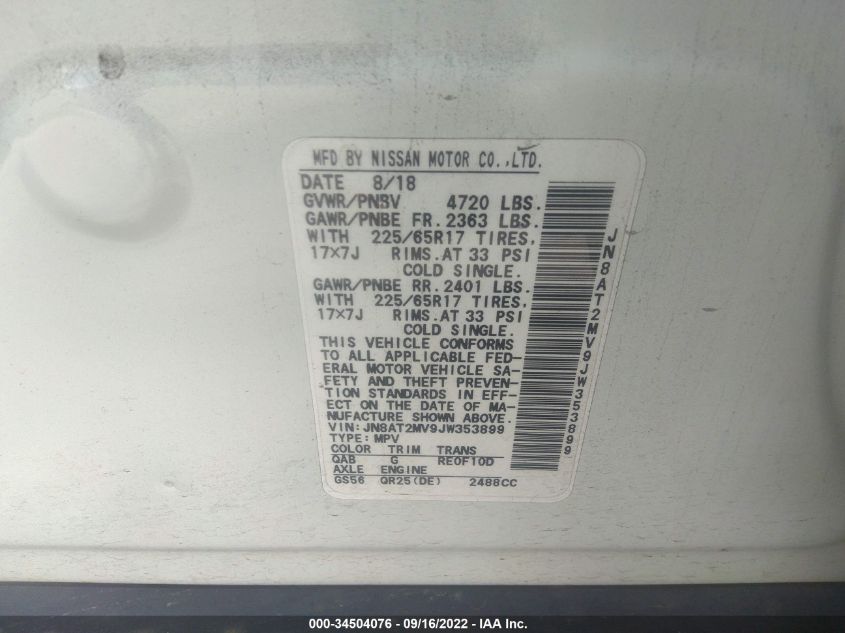 MFD BY NISSAN MOTOR CO.,LTD.
DATE 8/18
GVWR/PNBV 4720 LBS.
GAWR/PNBE FR. 2363 LBS.
WITH 225/65R17 TIRES,
17×7J RIMS.AT 33 PSI
COLD SINGLE.
GAWR/PNBE RR. 2401 LBS.
WITH 225/65R17 TIRES,
17×7J RIMS.AT 33 PSI
COLD SINGLE.
THIS VEHICLE CONFORMS
TO ALL APPLICABLE FED-
ERAL MOTOR VEHICLE SA-
FETY AND THEFT PREVEN-
TION STANDARDS IN EFF-
ECT ON THE DATE OF MA-
NUFACTURE SHOWN ABOVE.
VIN: JN8AT2MV9JW353899
TYPE: MPV
COLOR TRIM TRANS
QAB G RE0F10D
AXLE ENGINE
GS56 QR25(DE) 2488CC
JN8AT2MV9JW353899
000-34504076 - 09/16/2022 - IAA Inc.